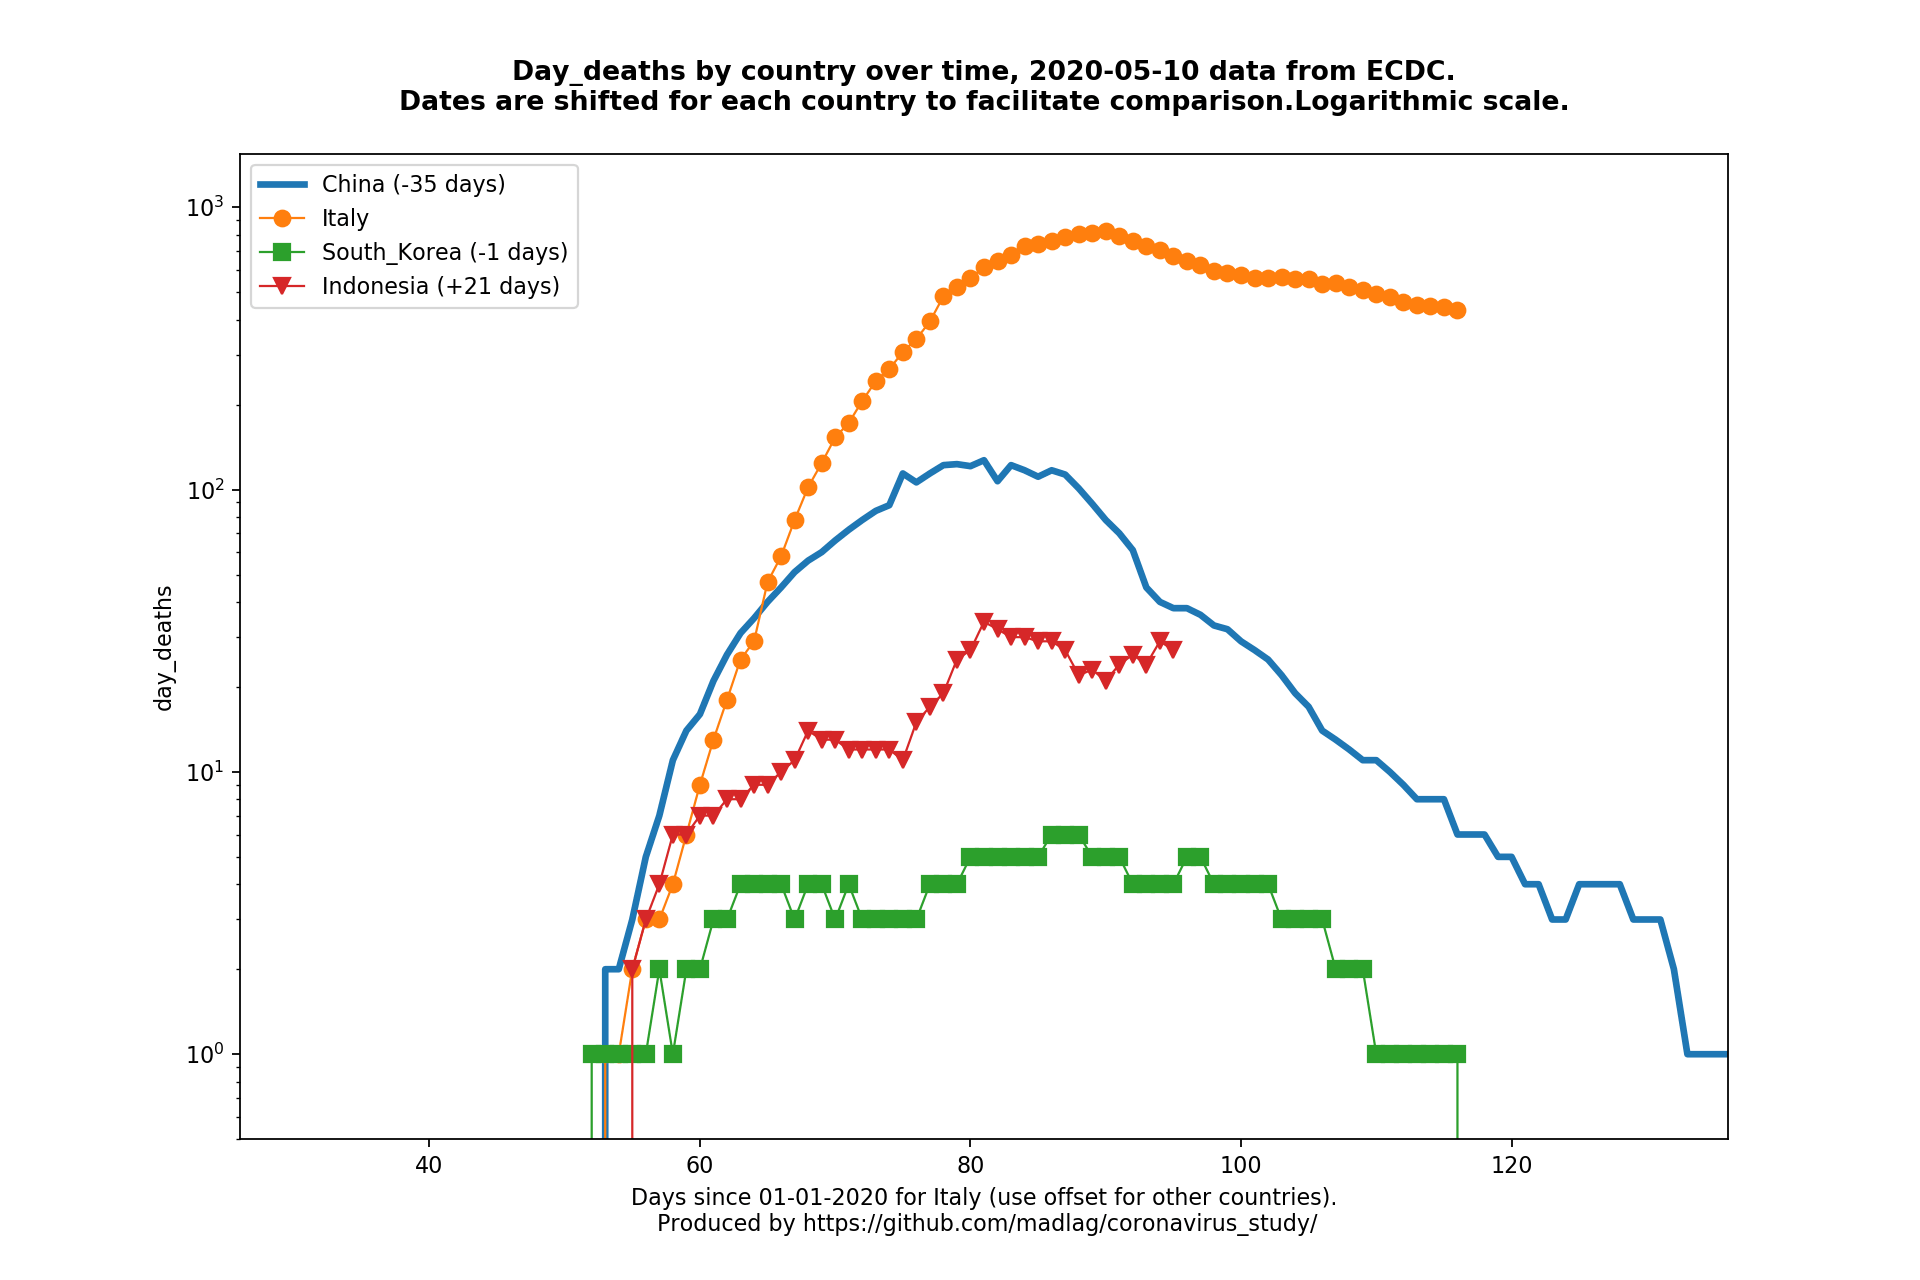 Day_deaths by country over time, 2020-05-10 data from ECDC.
Dates are shifted for each country to facilitate comparison.Logarithmic scale.
China (-35 days)
Italy
South_Korea (-1 days)
Indonesia (+21 days)
10³
10²
10¹
10⁰
day_deaths
40 60 80 100 120
Days since 01-01-2020 for Italy (use offset for other countries).
Produced by https://github.com/madlag/coronavirus_study/